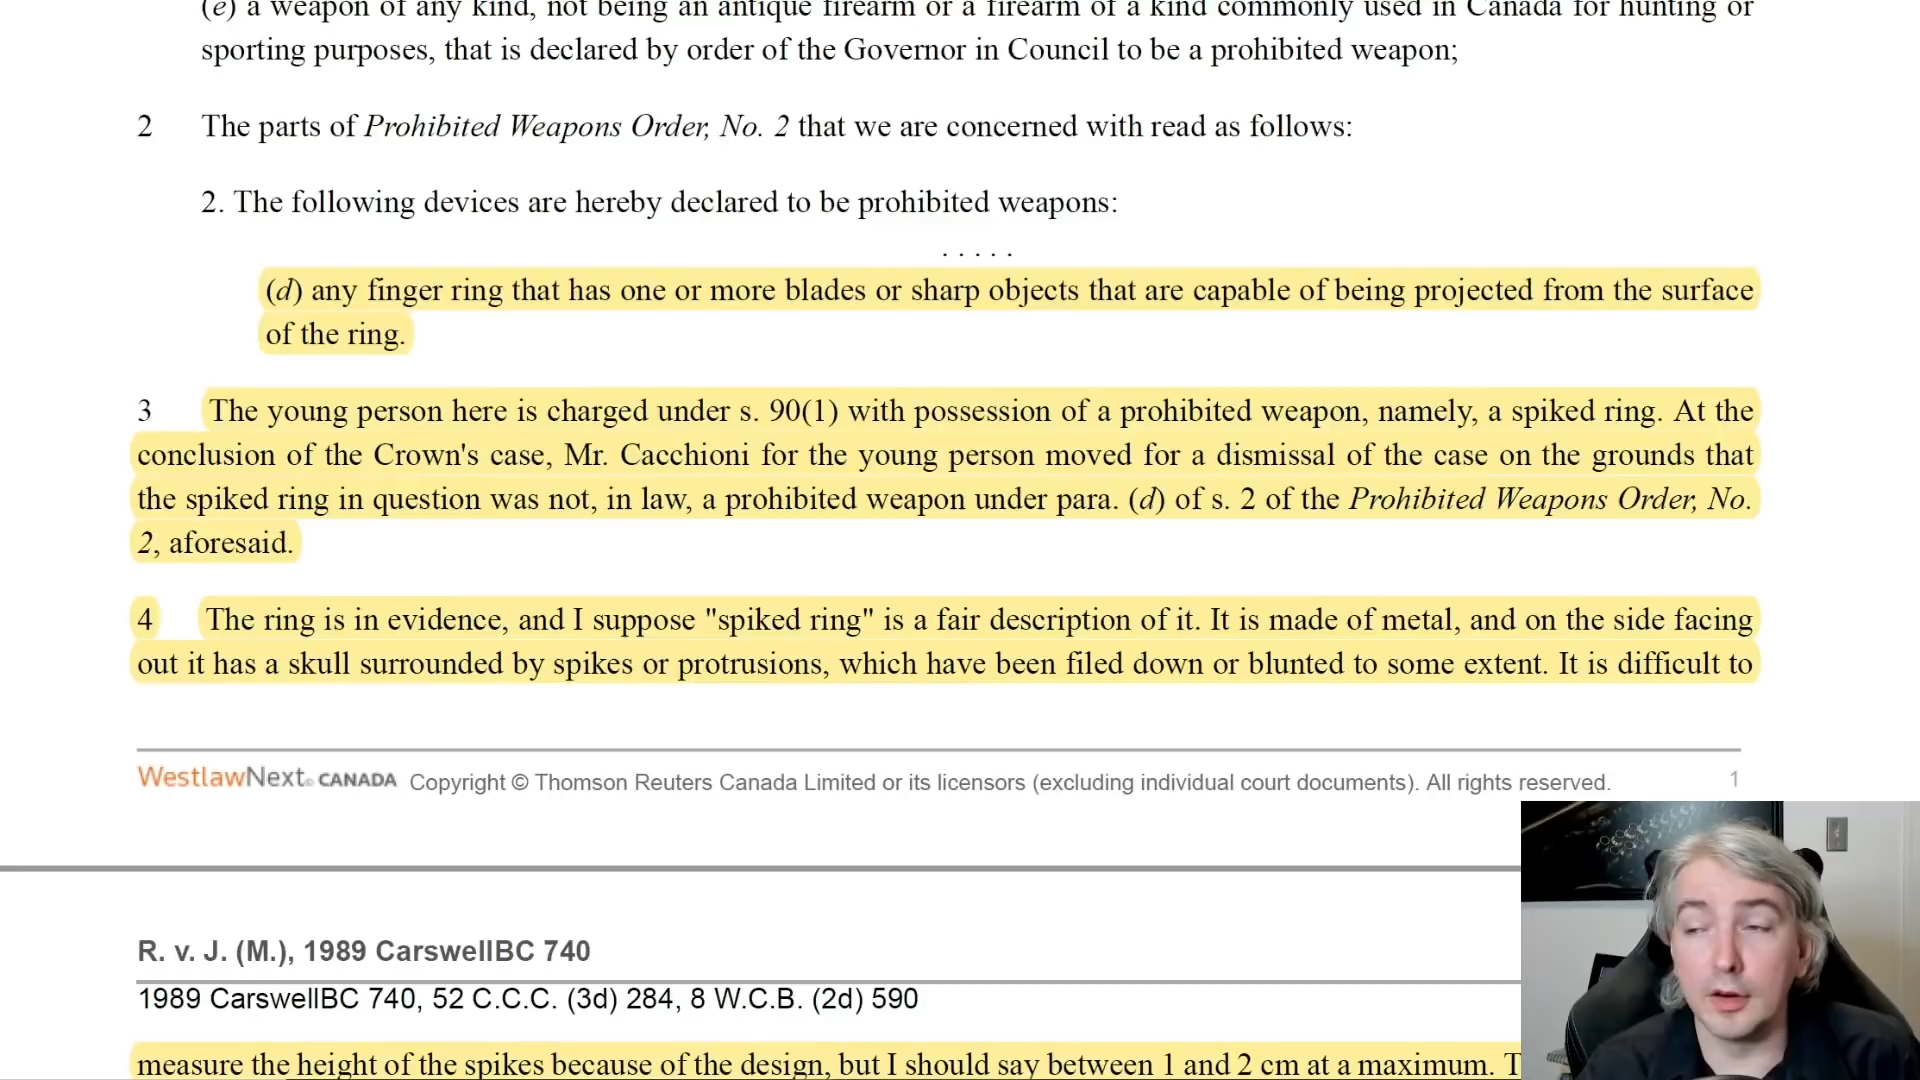 (e) a weapon of any kind, not being an antique firearm or a firearm of a kind commonly used in Canada for hunting or
sporting purposes, that is declared by order of the Governor in Council to be a prohibited weapon;
2 The parts of Prohibited Weapons Order, No. 2 that we are concerned with read as follows:
2. The following devices are hereby declared to be prohibited weapons:
. . . . .
(d) any finger ring that has one or more blades or sharp objects that are capable of being projected from the surface
of the ring.
3 The young person here is charged under s. 90(1) with possession of a prohibited weapon, namely, a spiked ring. At the
conclusion of the Crown's case, Mr. Cacchioni for the young person moved for a dismissal of the case on the grounds that
the spiked ring in question was not, in law, a prohibited weapon under para. (d) of s. 2 of the Prohibited Weapons Order, No.
2, aforesaid.
4 The ring is in evidence, and I suppose "spiked ring" is a fair description of it. It is made of metal, and on the side facing
out it has a skull surrounded by spikes or protrusions, which have been filed down or blunted to some extent. It is difficult to
WestlawNext. CANADA Copyright © Thomson Reuters Canada Limited or its licensors (excluding individual court documents). All rights reserved. 1
R. v. J. (M.), 1989 CarswellBC 740
1989 CarswellBC 740, 52 C.C.C. (3d) 284, 8 W.C.B. (2d) 590
measure the height of the spikes because of the design, but I should say between 1 and 2 cm at a maximum. T